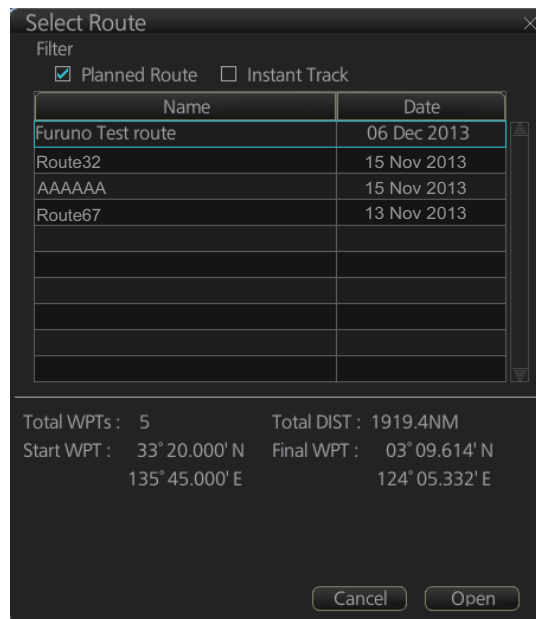 Select Route
Filter
Planned Route Instant Track
Name Date
Furuno Test route 06 Dec 2013
Route32 15 Nov 2013
AAAAAA 15 Nov 2013
Route67 13 Nov 2013
Total WPTs : 5 Total DIST : 1919.4NM
Start WPT : 33°20.000' N Final WPT : 03°09.614' N
135°45.000' E 124°05.332' E
Cancel Open